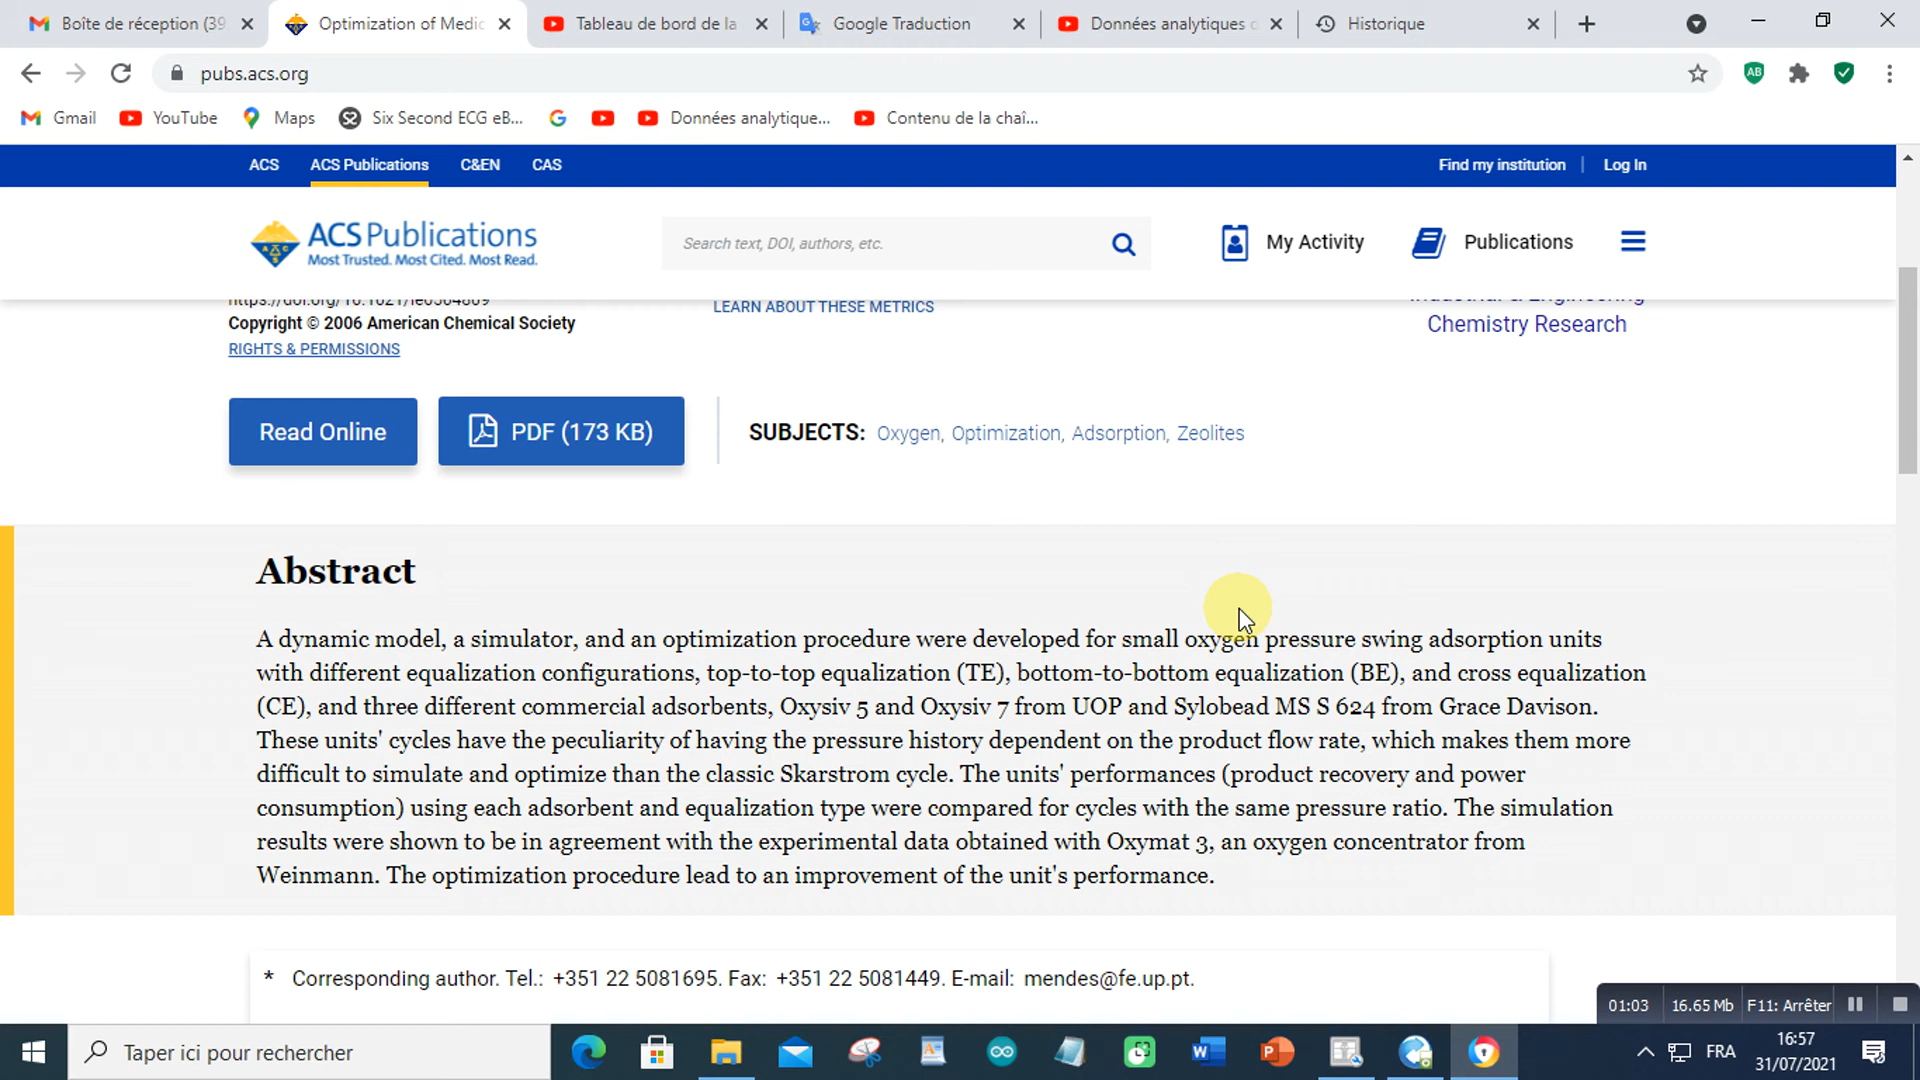 Boîte de réception (39
Optimization of Medic
Tableau de bord de la
Google Traduction
Données analytiques d
Historique
pubs.acs.org
AB
Gmail
YouTube
Maps
S2
Six Second ECG eB...
Données analytique...
Contenu de la chaî...
ACS
ACS Publications
C&EN
CAS
Find my institution
Log In
ACS Publications
Most Trusted. Most Cited. Most Read.
Search text, DOI, authors, etc.
My Activity
Publications
LEARN ABOUT THESE METRICS
Industrial & Engineering
Chemistry Research
Copyright © 2006 American Chemical Society
RIGHTS & PERMISSIONS
Read Online
PDF (173 KB)
SUBJECTS: Oxygen, Optimization, Adsorption, Zeolites
Abstract
A dynamic model, a simulator, and an optimization procedure were developed for small oxygen pressure swing adsorption units
with different equalization configurations, top-to-top equalization (TE), bottom-to-bottom equalization (BE), and cross equalization
(CE), and three different commercial adsorbents, Oxysiv 5 and Oxysiv 7 from UOP and Sylobead MS S 624 from Grace Davison.
These units' cycles have the peculiarity of having the pressure history dependent on the product flow rate, which makes them more
difficult to simulate and optimize than the classic Skarstrom cycle. The units' performances (product recovery and power
consumption) using each adsorbent and equalization type were compared for cycles with the same pressure ratio. The simulation
results were shown to be in agreement with the experimental data obtained with Oxymat 3, an oxygen concentrator from
Weinmann. The optimization procedure lead to an improvement of the unit's performance.
* Corresponding author. Tel.: +351 22 5081695. Fax: +351 22 5081449. E-mail: mendes@fe.up.pt.
01:03
16.65 Mb
F11: Arrêter
Taper ici pour rechercher
FRA
16:57
31/07/2021